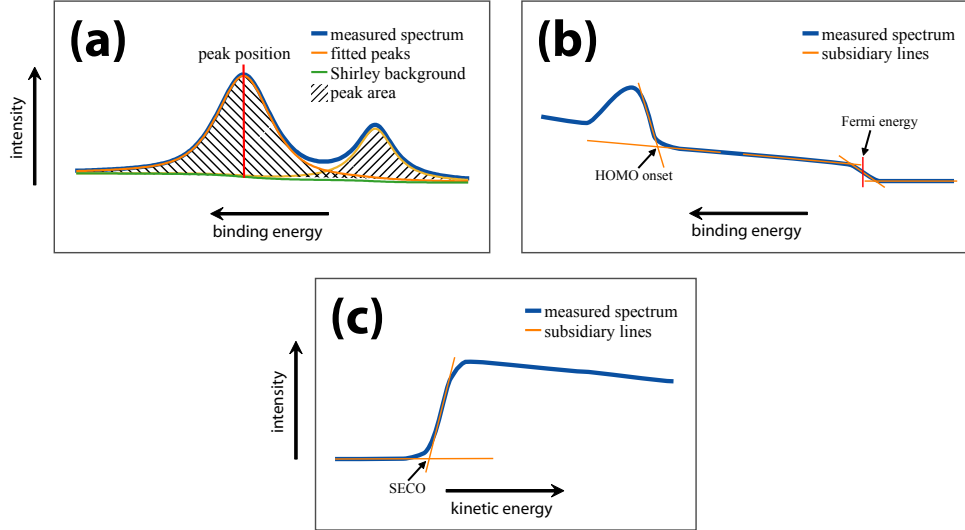 (a)
measured spectrum
fitted peaks
Shirley background
peak area
peak position
intensity
binding energy
(b)
measured spectrum
subsidiary lines
Fermi energy
HOMO onset
binding energy
(c)
measured spectrum
subsidiary lines
intensity
SECO
kinetic energy